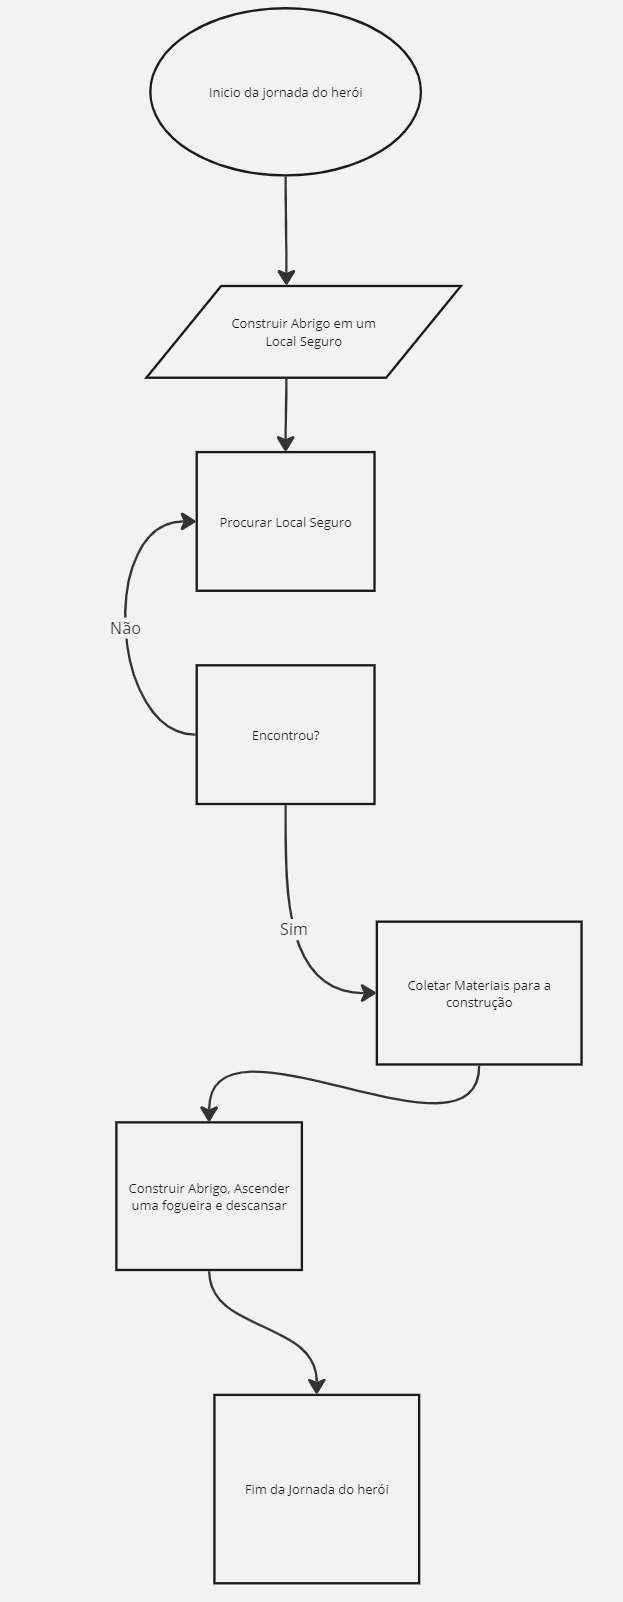 Inicio da jornada do herói
Construir Abrigo em um
Local Seguro
Procurar Local Seguro
Não
Encontrou?
Sim
Coletar Materiais para a
construção
Construir Abrigo, Ascender
uma fogueira e descansar
Fim da Jornada do herói